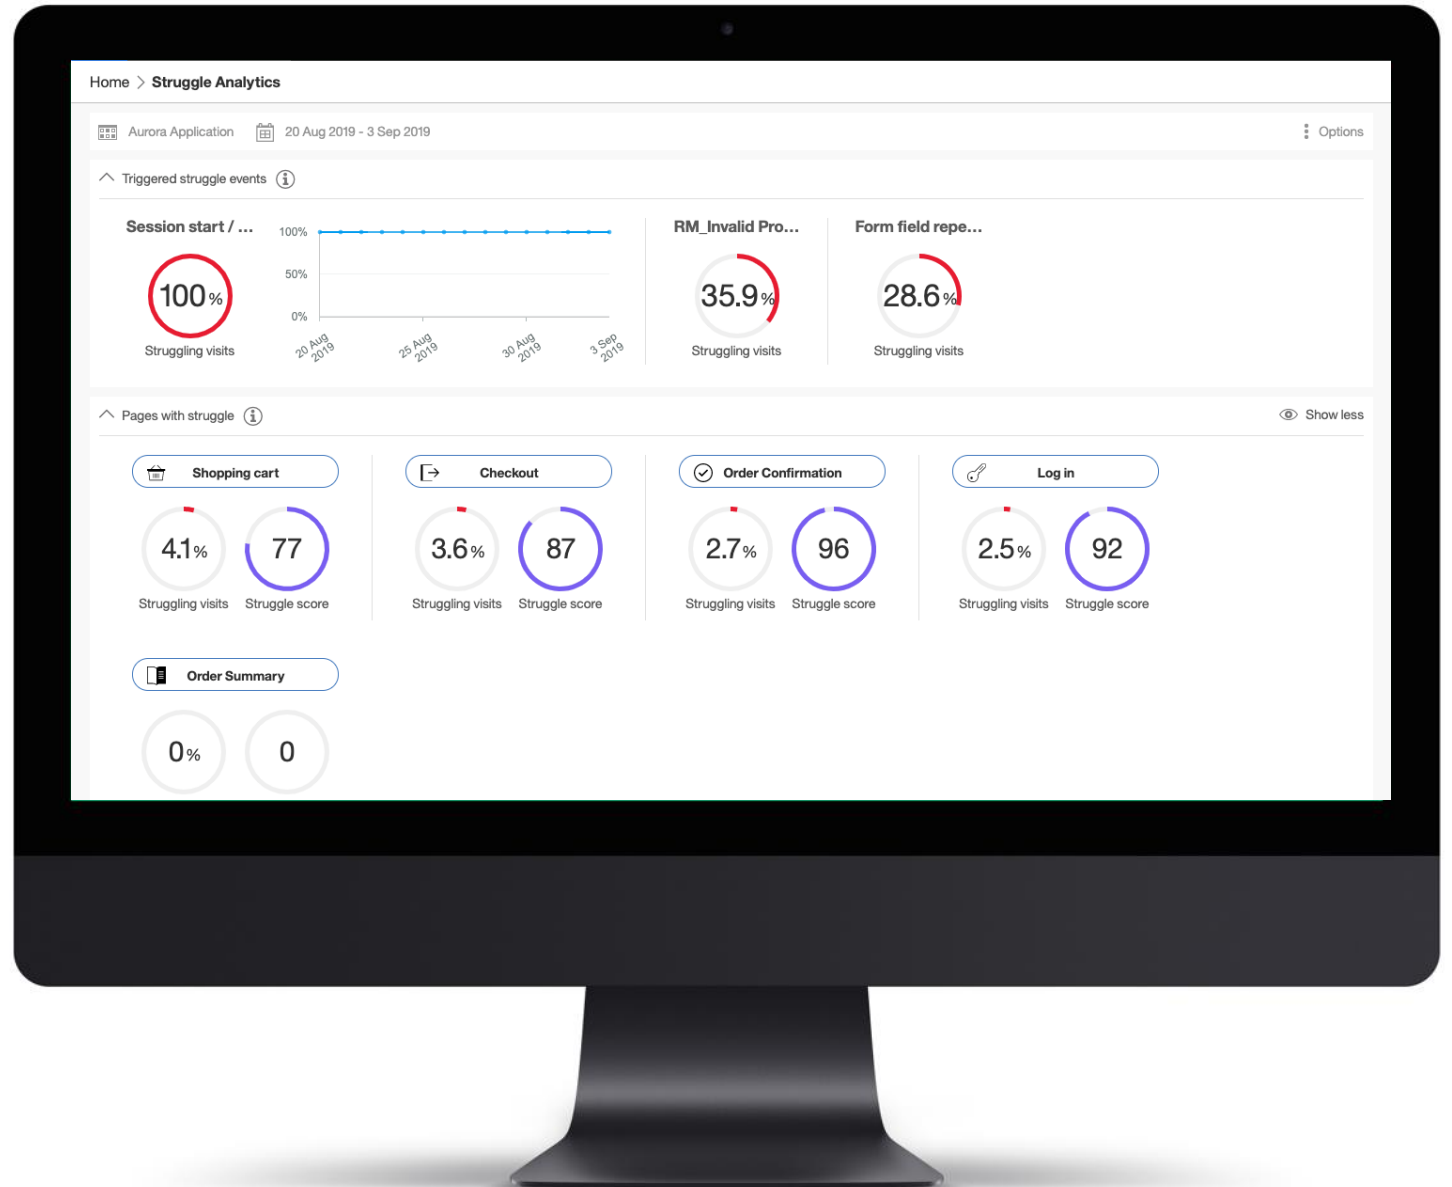 Home > Struggle Analytics
Aurora Application 20 Aug 2019 - 3 Sep 2019 Options
Triggered struggle events i
Session start / ...
100%
50%
0%
20 Aug 2019
25 Aug 2019
30 Aug 2019
3 Sep 2019
100%
Struggling visits
RM_Invalid Pro...
35.9%
Struggling visits
Form field repe...
28.6%
Struggling visits
Pages with struggle i
Show less
Shopping cart
4.1% 77
Struggling visits Struggle score
Checkout
3.6% 87
Struggling visits Struggle score
Order Confirmation
2.7% 96
Struggling visits Struggle score
Log in
2.5% 92
Struggling visits Struggle score
Order Summary
0% 0